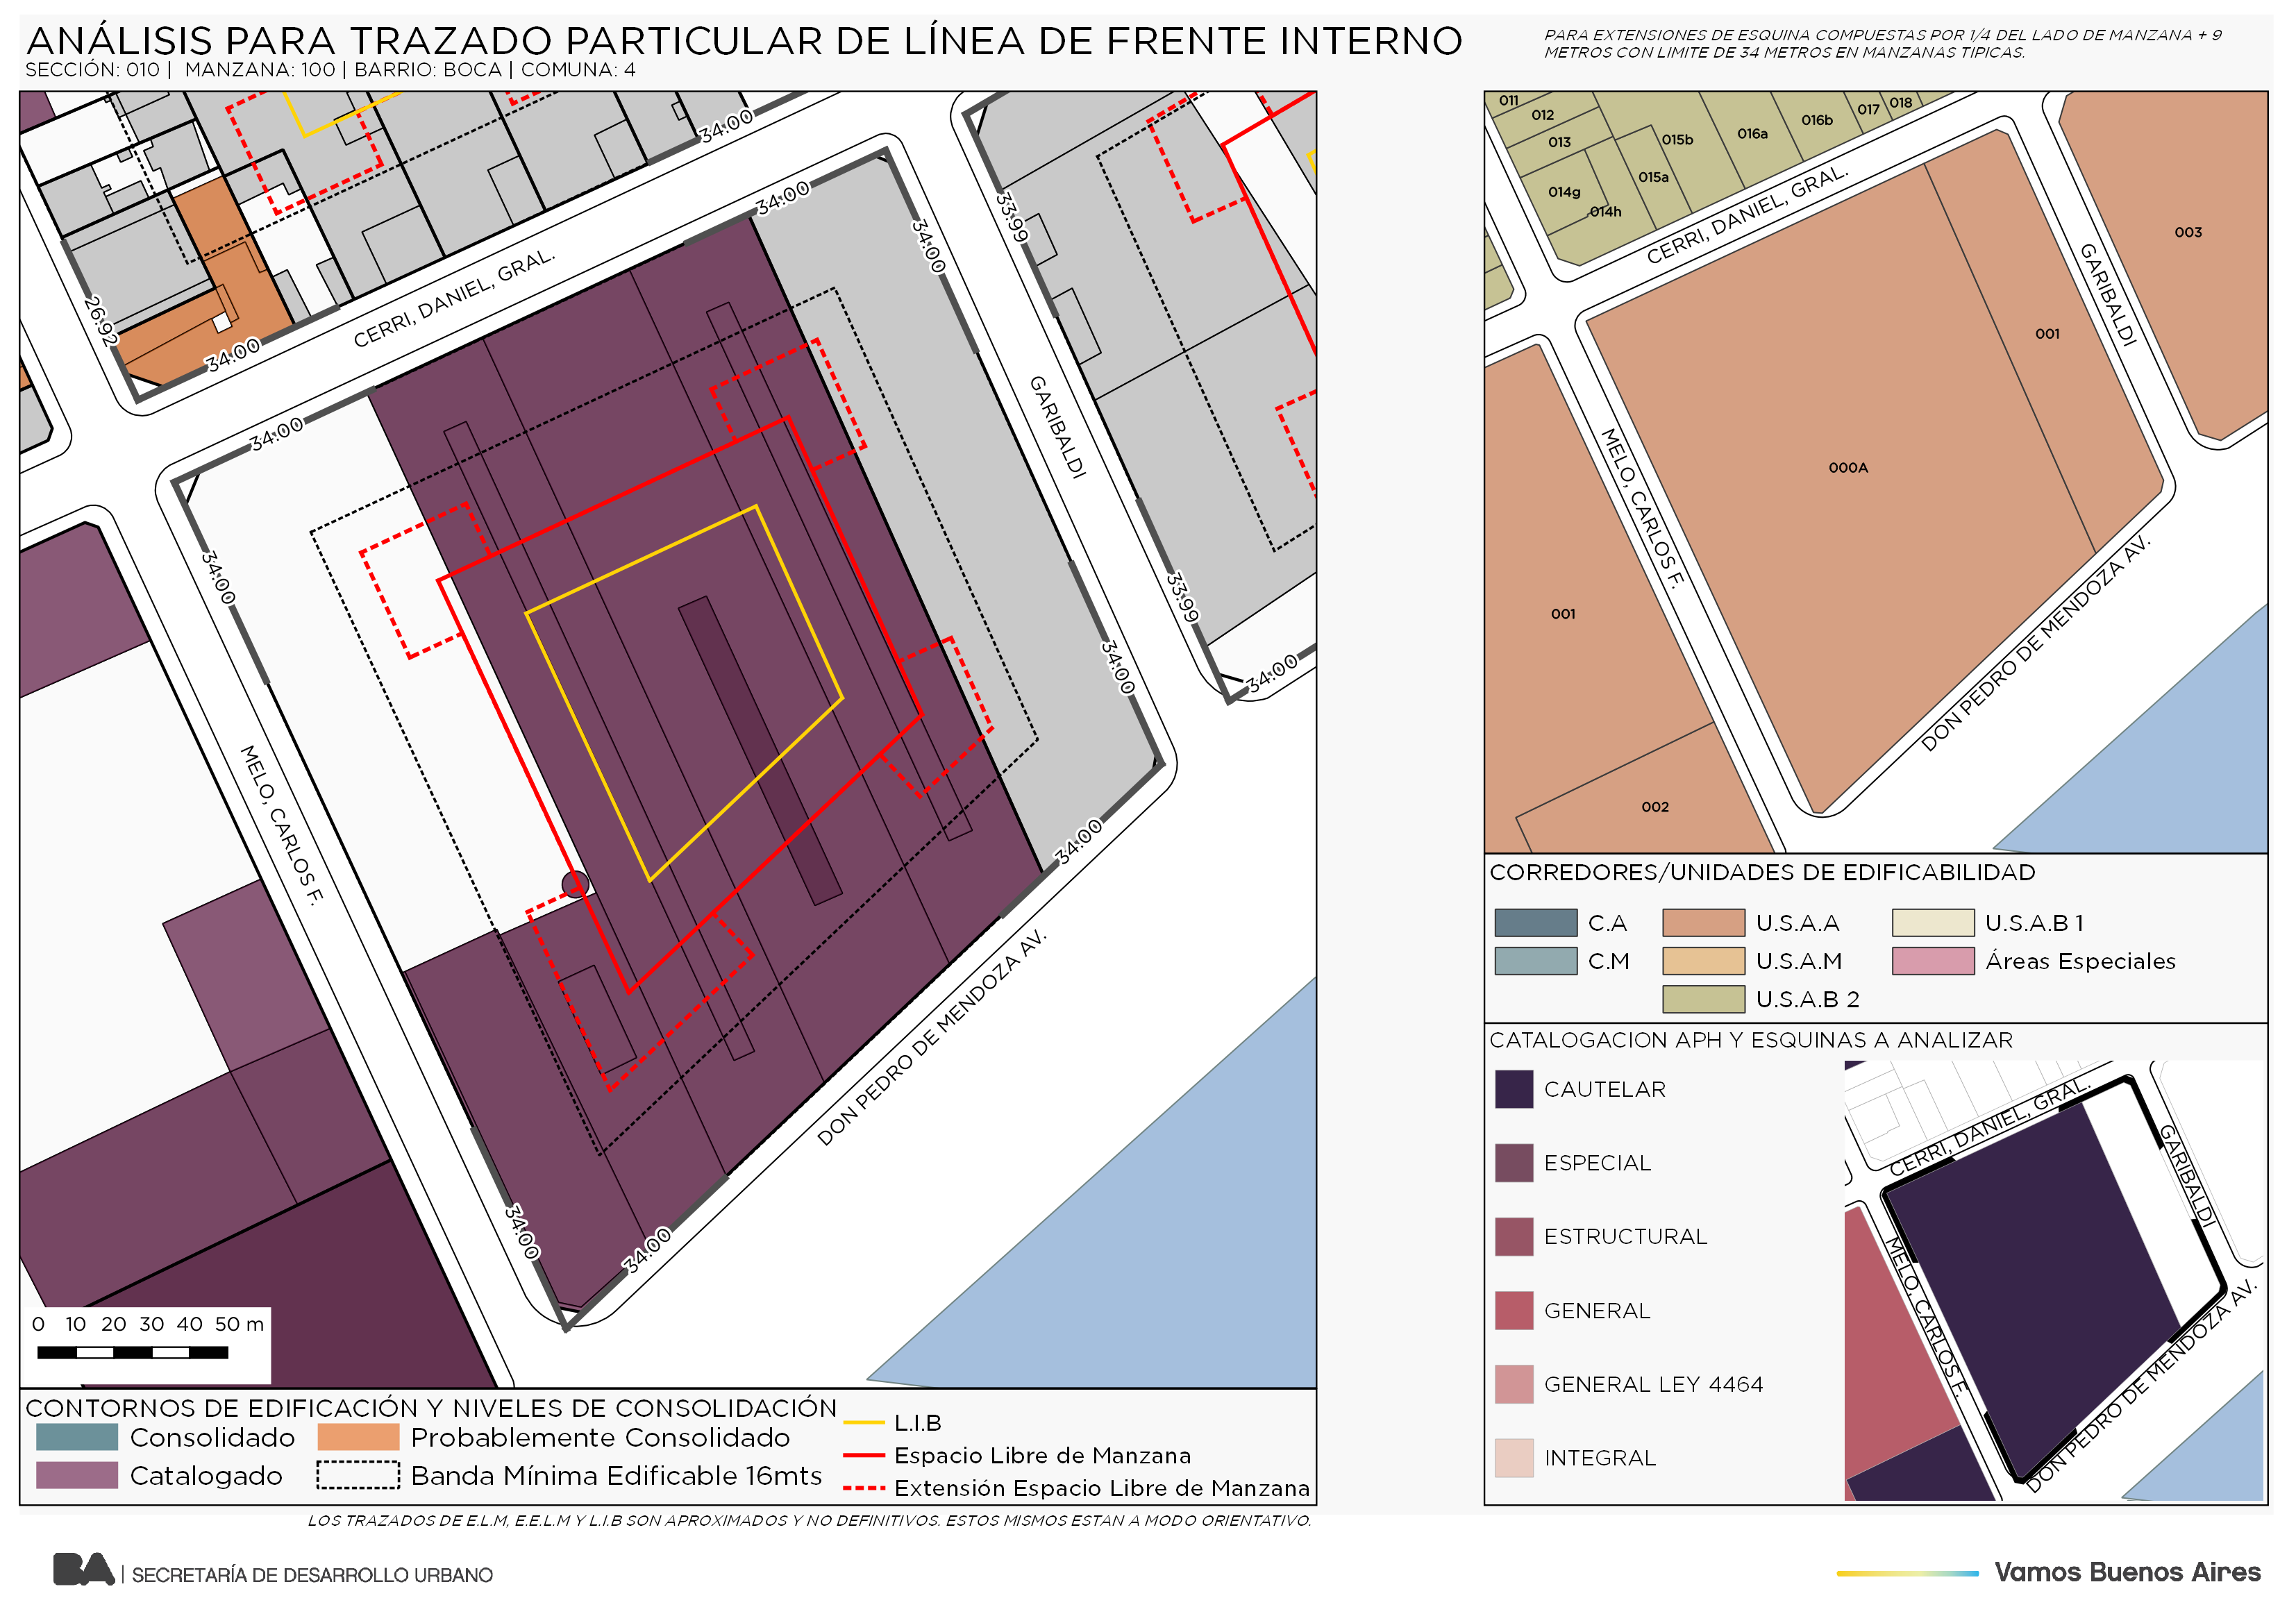 ANÁLISIS PARA TRAZADO PARTICULAR DE LÍNEA DE FRENTE INTERNO
SECCIÓN: 010 | MANZANA: 100 | BARRIO: BOCA | COMUNA: 4
PARA EXTENSIONES DE ESQUINA COMPUESTAS POR 1/4 DEL LADO DE MANZANA + 9
METROS CON LIMITE DE 34 METROS EN MANZANAS TIPICAS.
34:00
34:00
33:99
34:00
26:92
34:00
CERRI, DANIEL, GRAL.
34:00
GARIBALDI
34:00
33:99
34:00
34:00
MELO, CARLOS F.
34:00
34:00
34:00
DON PEDRO DE MENDOZA AV.
0 10 20 30 40 50 m
CONTORNOS DE EDIFICACIÓN Y NIVELES DE CONSOLIDACIÓN
Consolidado
Probablemente Consolidado
Catalogado
Banda Mínima Edificable 16mts
L.I.B
Espacio Libre de Manzana
Extensión Espacio Libre de Manzana
LOS TRAZADOS DE E.L.M, E.E.L.M Y L.I.B SON APROXIMADOS Y NO DEFINITIVOS. ESTOS MISMOS ESTAN A MODO ORIENTATIVO.
011
012
013
014g
014h
015a
015b
016a
016b
017
018
003
CERRI, DANIEL, GRAL.
GARIBALDI
001
000A
MELO, CARLOS F.
001
002
DON PEDRO DE MENDOZA AV.
CORREDORES/UNIDADES DE EDIFICABILIDAD
C.A
U.S.A.A
U.S.A.B 1
C.M
U.S.A.M
Áreas Especiales
U.S.A.B 2
CATALOGACION APH Y ESQUINAS A ANALIZAR
CAUTELAR
ESPECIAL
ESTRUCTURAL
GENERAL
GENERAL LEY 4464
INTEGRAL
CERRI, DANIEL, GRAL.
GARIBALDI
MELO, CARLOS F.
DON PEDRO DE MENDOZA AV.
BA | SECRETARÍA DE DESARROLLO URBANO
Vamos Buenos Aires